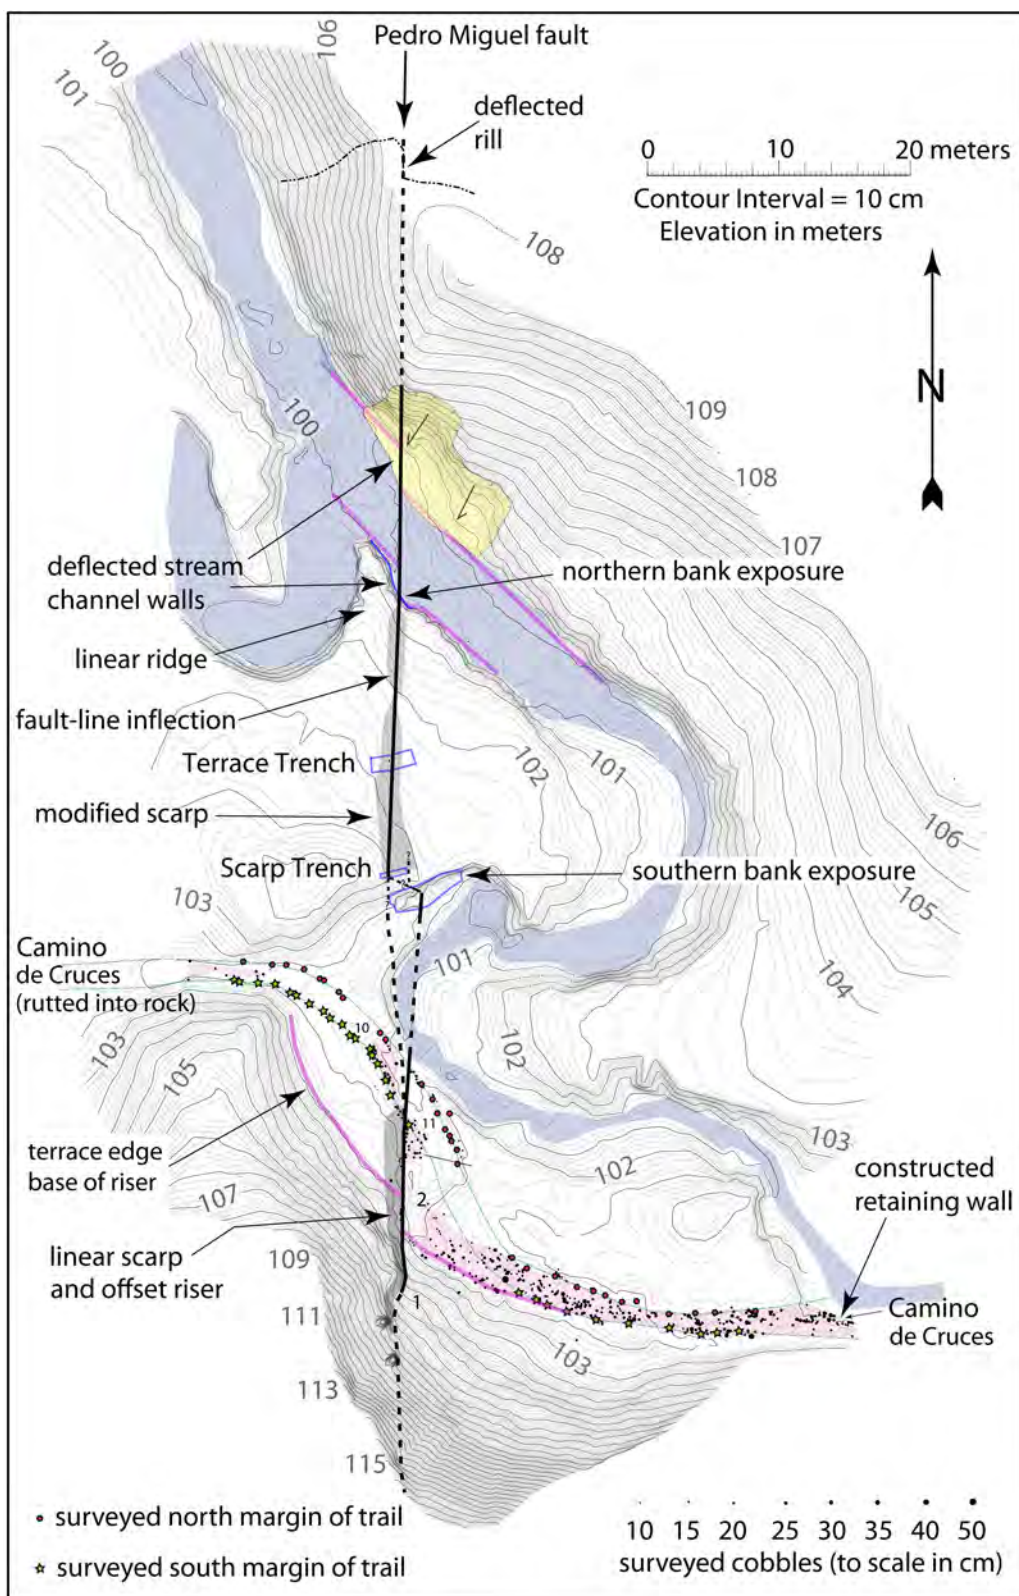 Pedro Miguel fault
106
100
101
deflected
rill
0 10 20 meters
Contour Interval = 10 cm
Elevation in meters
108
N
109
100
108
107
deflected stream
channel walls
northern bank exposure
linear ridge
fault-line inflection
Terrace Trench
102
101
modified scarp
106
Scarp Trench
southern bank exposure
105
103
Camino
de Cruces
(rutted into rock)
101
104
10
103
105
102
11
103
terrace edge
base of riser
102
constructed
retaining wall
107
2
linear scarp
and offset riser
109
1
111
Camino
de Cruces
103
113
115
surveyed north margin of trail
surveyed south margin of trail
10 15 20 25 30 35 40 50
surveyed cobbles (to scale in cm)